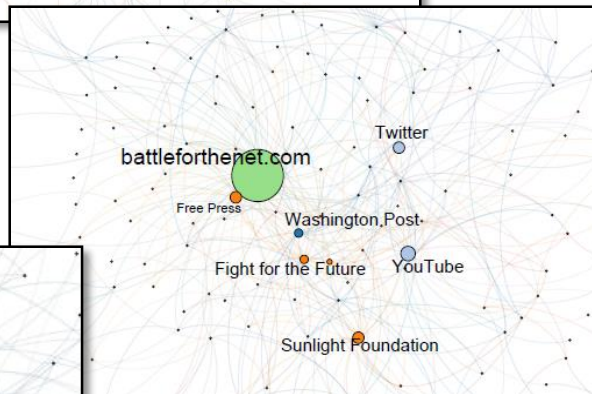 Twitter
battleforthenet.com
Free Press
Washington Post
Fight for the Future
YouTube
Sunlight Foundation